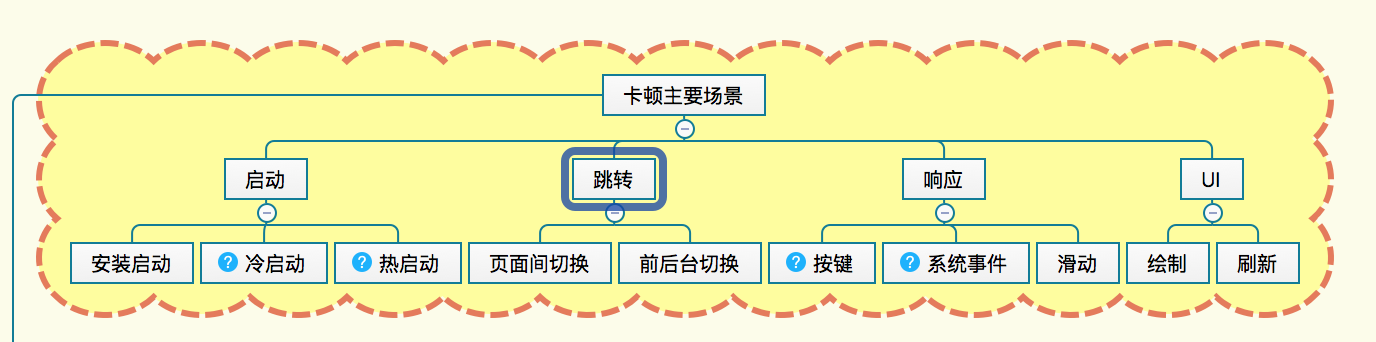 卡顿主要场景
启动
跳转
响应
UI
安装启动
? 冷启动
? 热启动
页面间切换
前后台切换
? 按键
? 系统事件
滑动
绘制
刷新